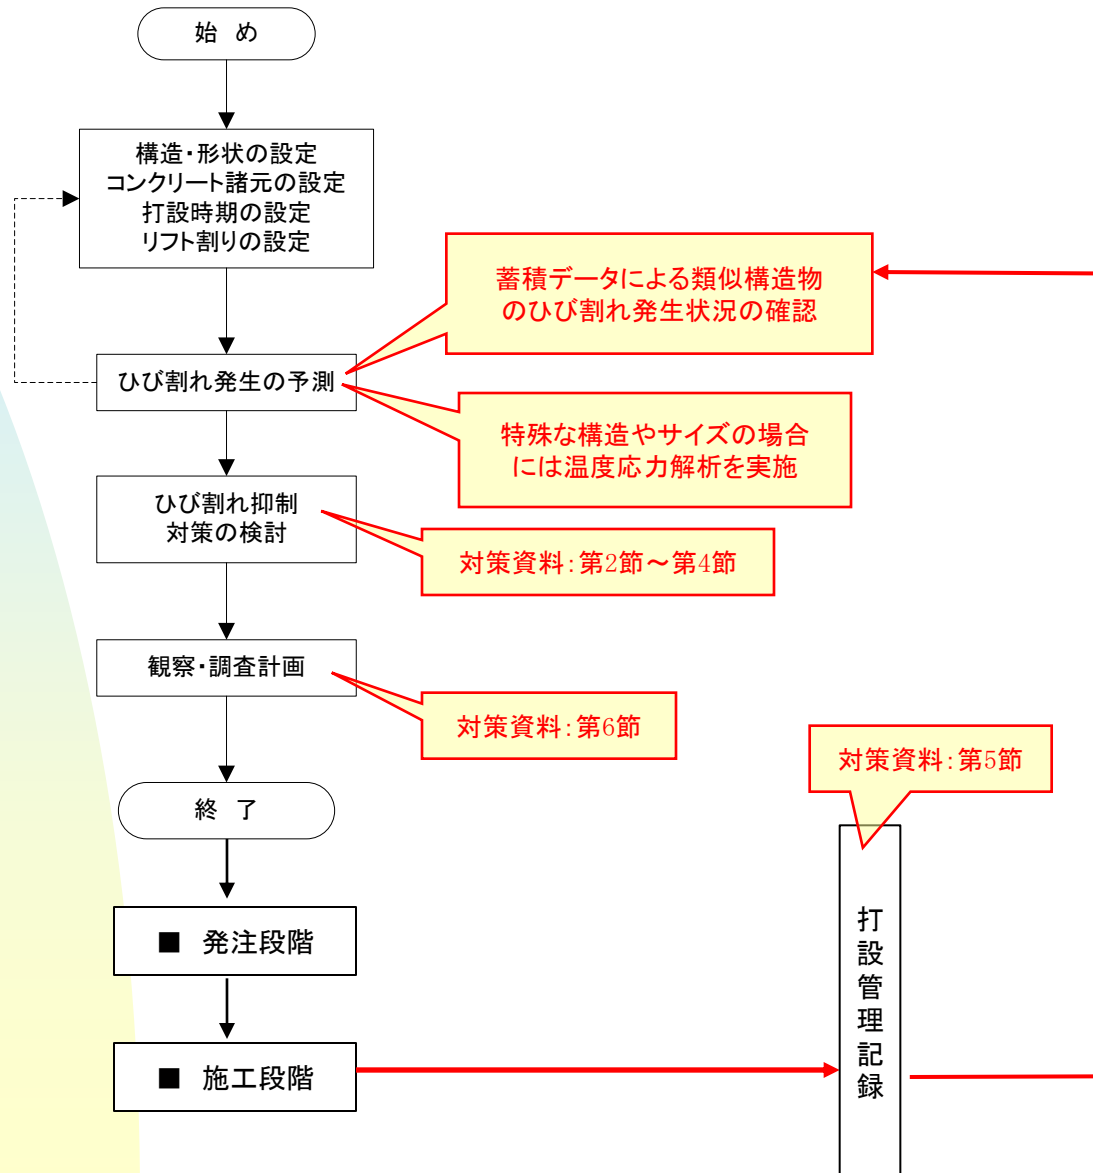 始 め
構造・形状の設定
コンクリート諸元の設定
打設時期の設定
リフト割りの設定
蓄積データによる類似構造物
のひび割れ発生状況の確認
ひび割れ発生の予測
特殊な構造やサイズの場合
には温度応力解析を実施
ひび割れ抑制
対策の検討
対策資料:第2節～第4節
観察・調査計画
対策資料:第6節
対策資料:第5節
終 了
■ 発注段階
■ 施工段階
打設管理記録